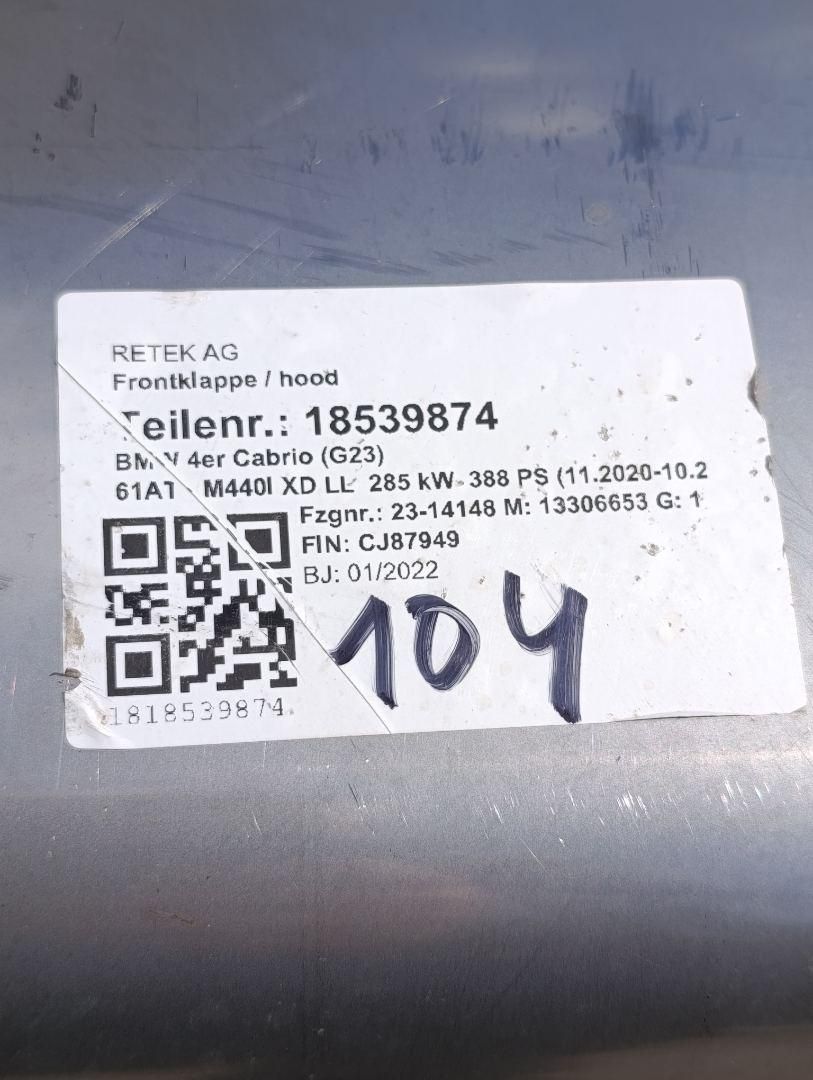 RETEK AG
Frontklappe / hood
Teilenr.: 18539874
BMW 4er Cabrio (G23)
61AT M440I XD LL 285 kW 388 PS (11.2020-10.2
Fzgnr.: 23-14148 M: 13306653 G: 1
FIN: CJ87949
BJ: 01/2022
104
1818539874